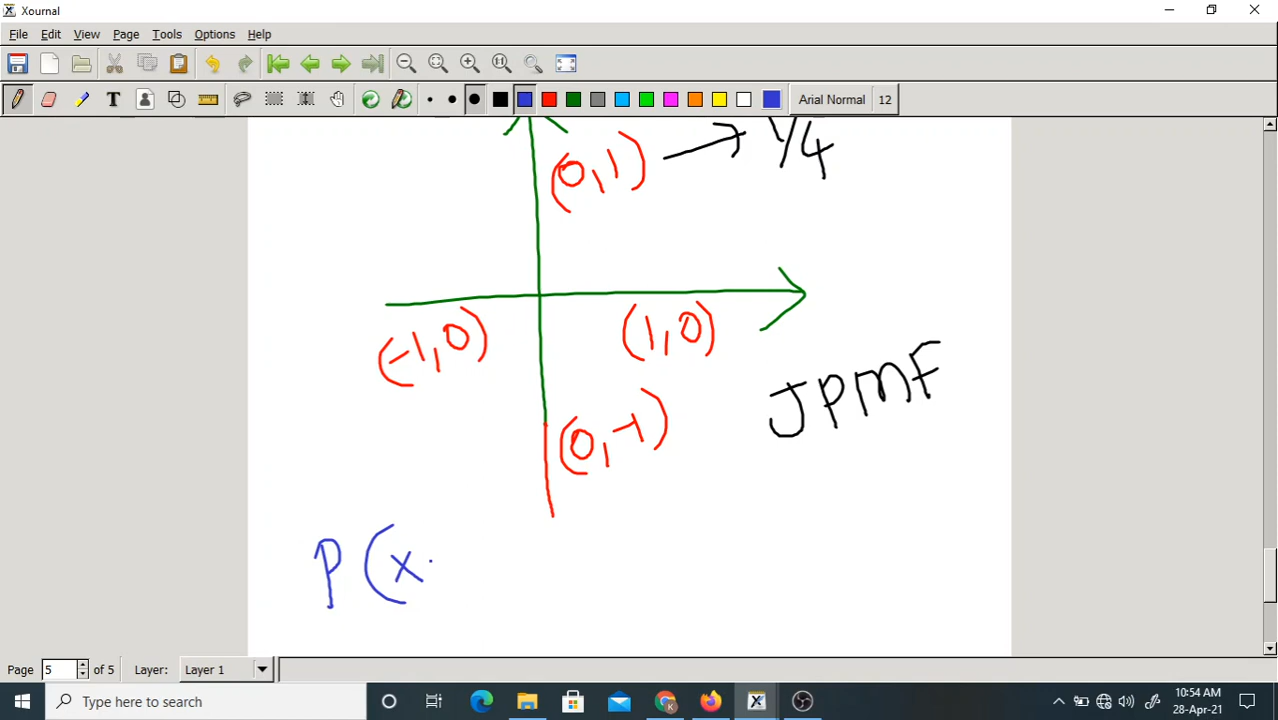 Xournal
File Edit View Page Tools Options Help
Arial Normal 12
(0,1) → 1/4
(-1,0) (1,0)
JPMF
(0,-1)
P(x
Page 5 of 5 Layer: Layer 1
Type here to search
10:54 AM
28-Apr-21